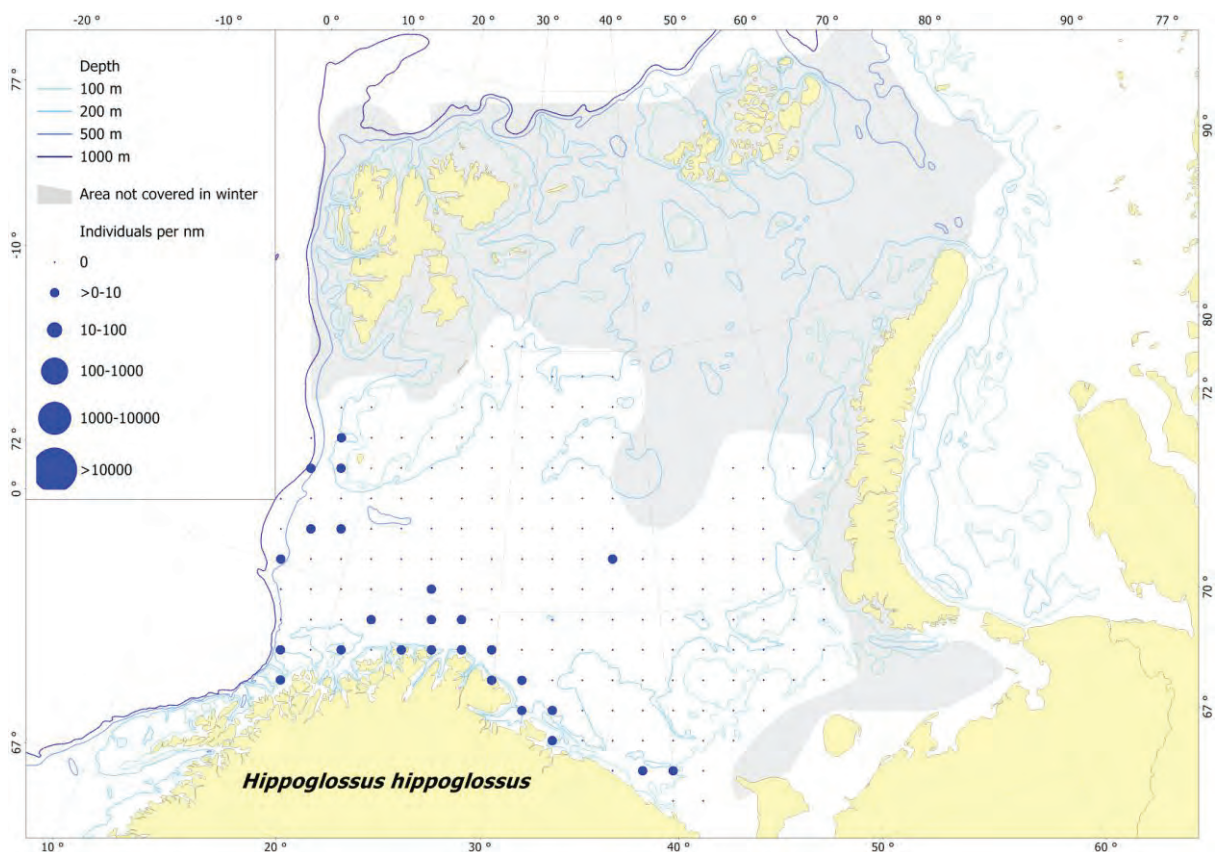 -20 ° -10 ° 0 ° 10 ° 20 ° 30 ° 40 ° 50 ° 60 ° 70 ° 80 ° 90 ° 77 °
Depth
100 m
200 m
500 m
1000 m
Area not covered in winter
Individuals per nm
0
>0-10
10-100
100-1000
1000-10000
>10000
77 °
-10 °
72 °
0 °
67 °
90 °
80 °
72 °
70 °
67 °
Hippoglossus hippoglossus
10 ° 20 ° 30 ° 40 ° 50 ° 60 °